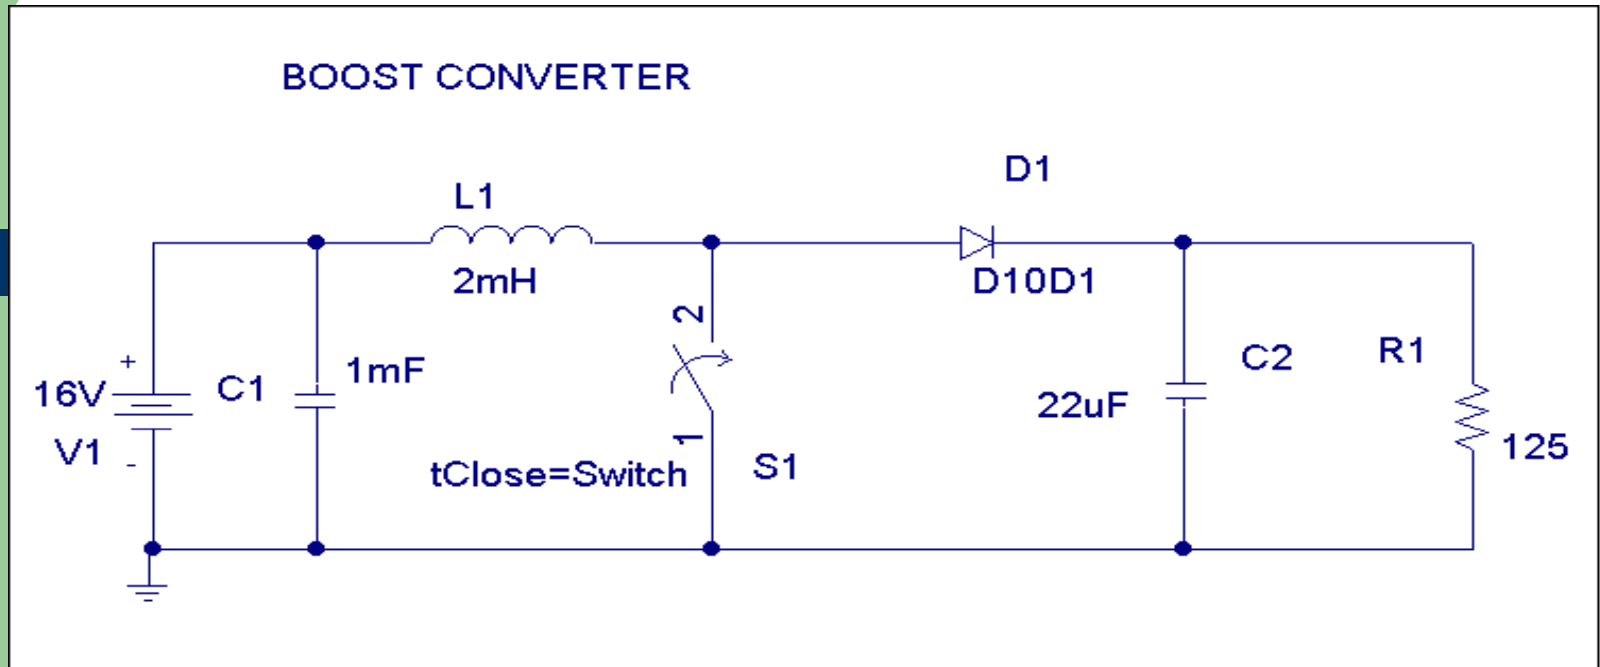 BOOST CONVERTER
D1
L1
2mH
D10D1
2
+
16V
V1
-
C1
1mF
1
tClose=Switch
S1
C2
22uF
R1
125